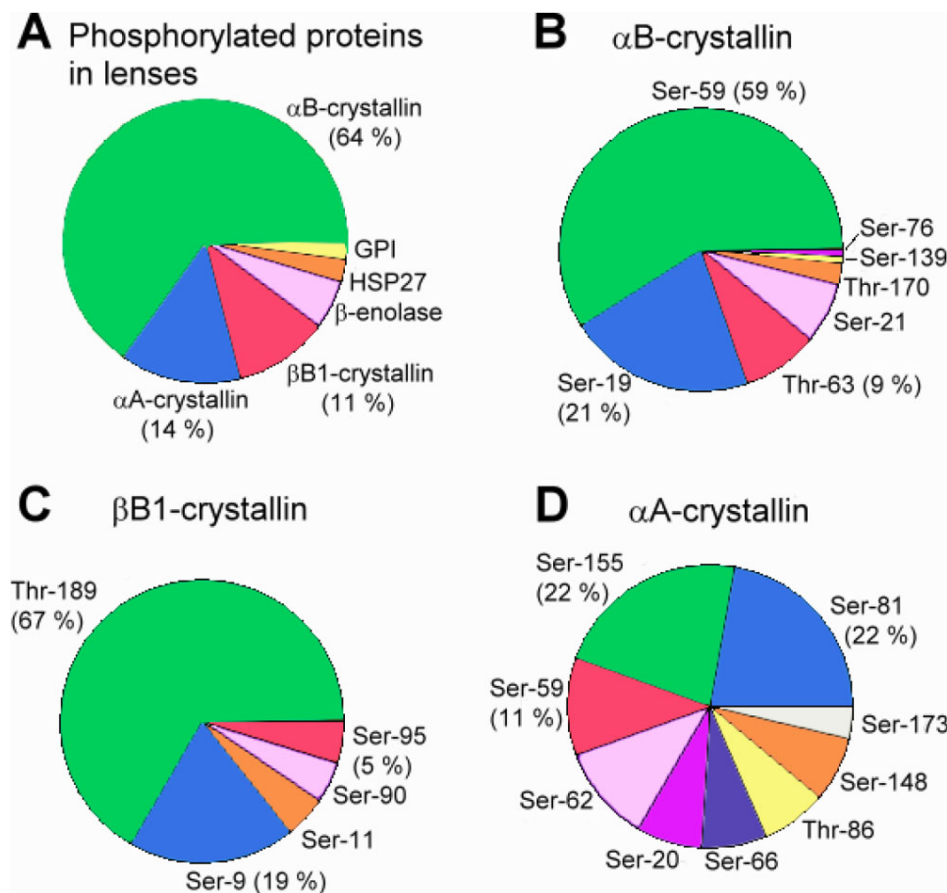 A Phosphorylated proteins
in lenses
αB-crystallin
(64 %)
GPI
HSP27
β-enolase
βB1-crystallin
(11 %)
αA-crystallin
(14 %)
B αB-crystallin
Ser-59 (59 %)
Ser-76
Ser-139
Thr-170
Ser-21
Thr-63 (9 %)
Ser-19
(21 %)
C βB1-crystallin
Thr-189
(67 %)
Ser-95
(5 %)
Ser-90
Ser-11
Ser-9 (19 %)
D αA-crystallin
Ser-155
(22 %)
Ser-81
(22 %)
Ser-59
(11 %)
Ser-173
Ser-148
Ser-62
Thr-86
Ser-20
Ser-66